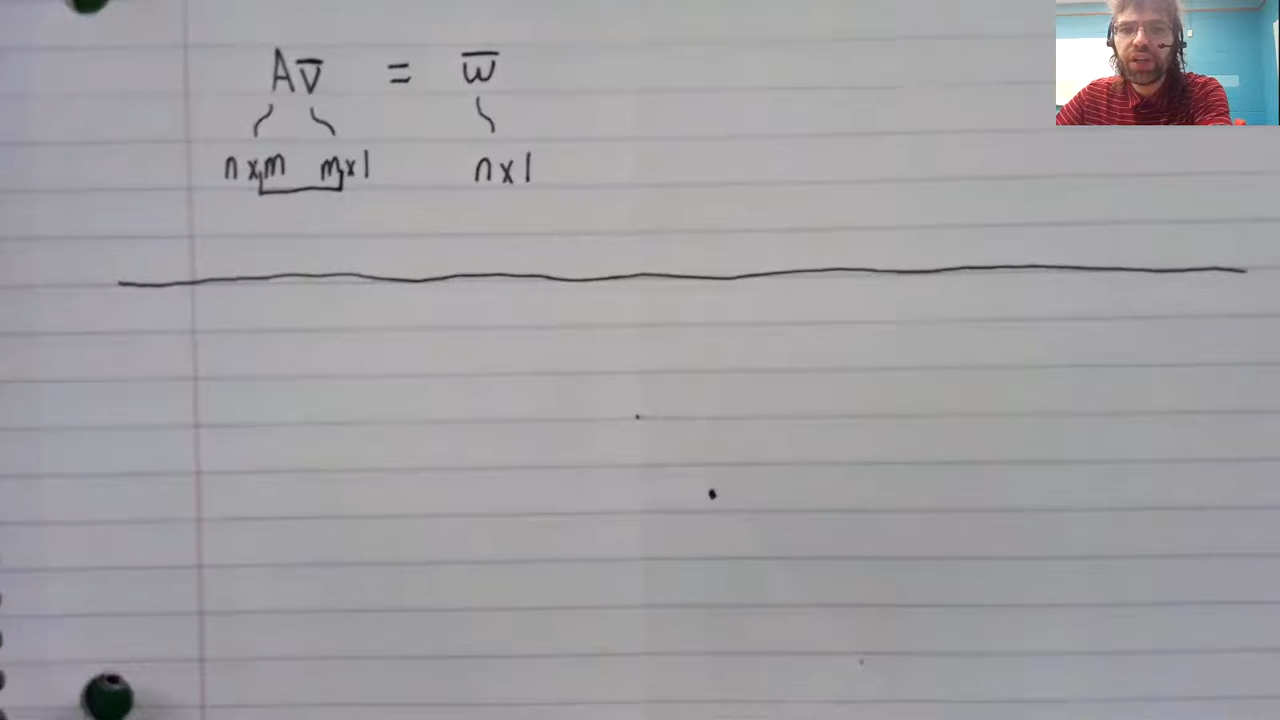 Av̅ = w̅
n x m m x 1 n x 1